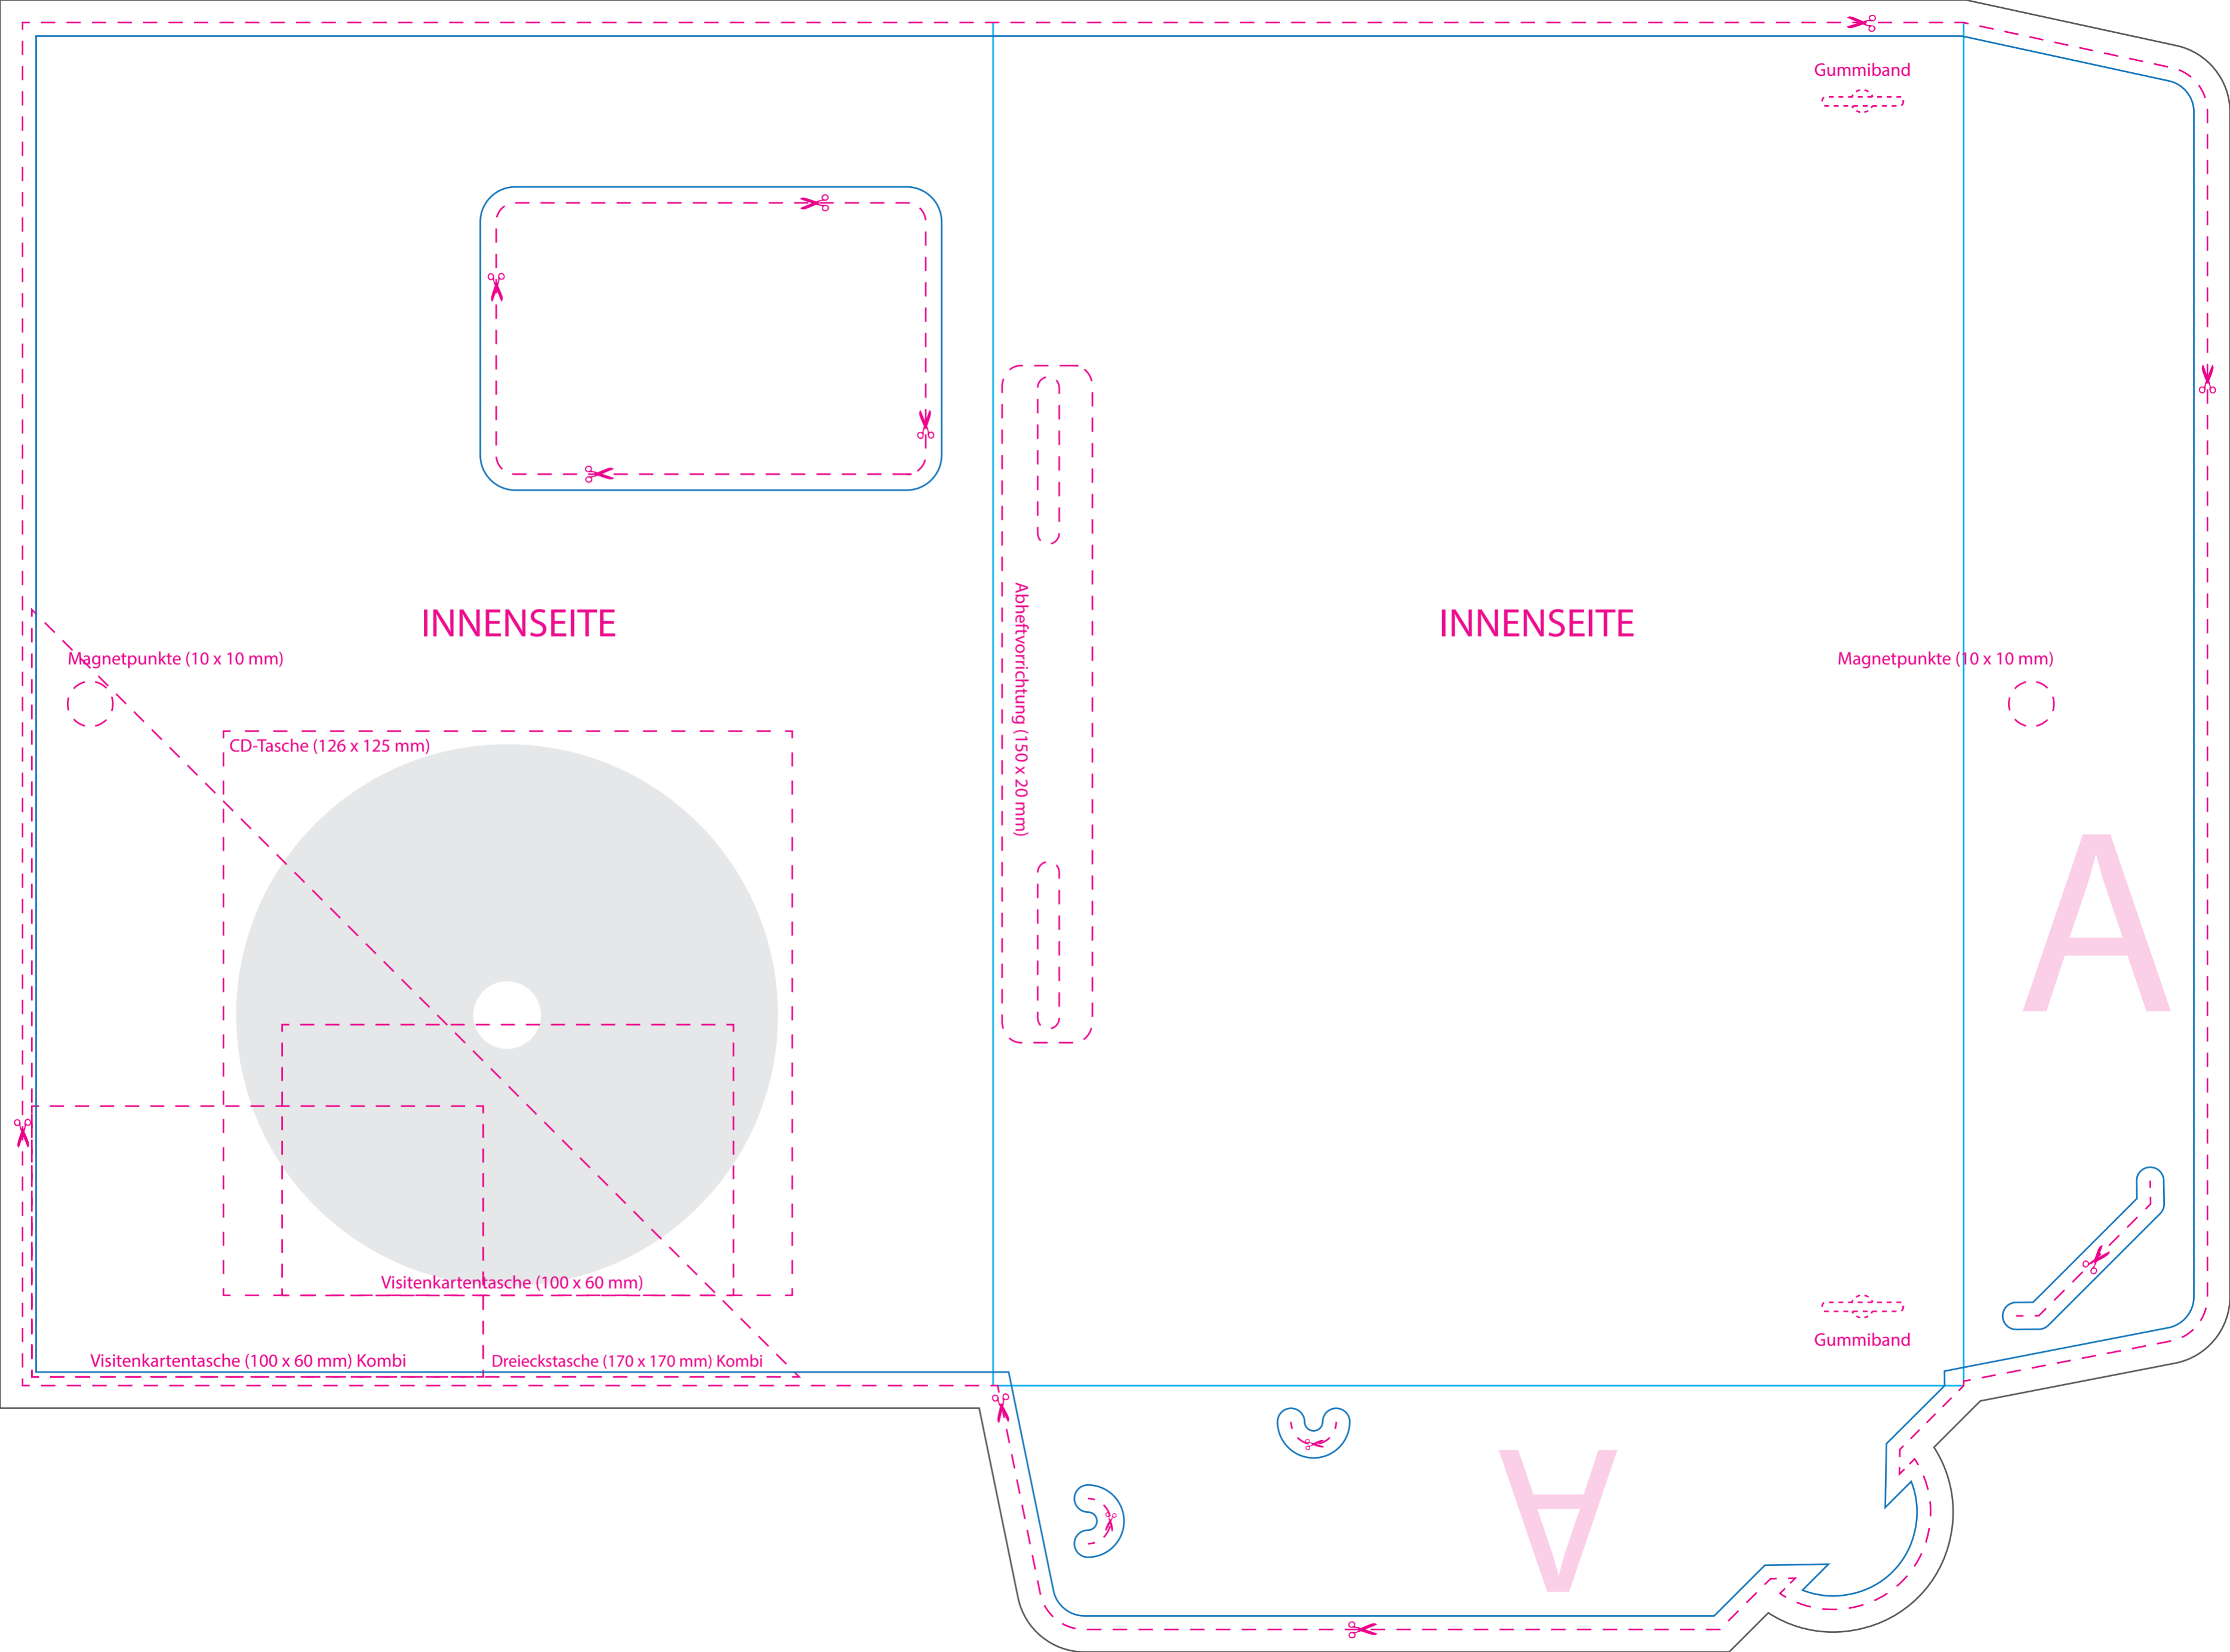 Gummiband
INNENSEITE
INNENSEITE
Magnetpunkte (10 x 10 mm)
Abheftvorrichtung (150 x 20 mm)
Magnetpunkte (10 x 10 mm)
CD-Tasche (126 x 125 mm)
A
Visitenkartentasche (100 x 60 mm)
Gummiband
Visitenkartentasche (100 x 60 mm) Kombi
Dreieckstasche (170 x 170 mm) Kombi
A